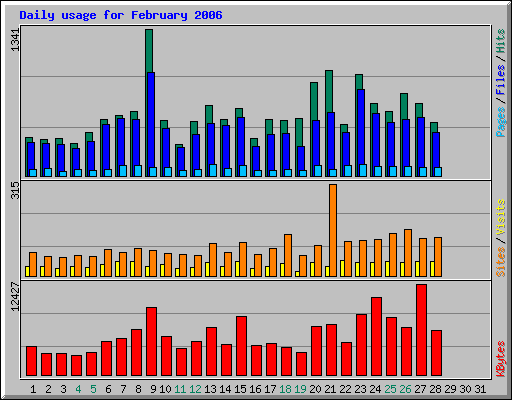 Daily usage for February 2006
1341
Pages / Files / Hits
315
Sites / Visits
12427
KBytes
1 2 3 4 5 6 7 8 9 10 11 12 13 14 15 16 17 18 19 20 21 22 23 24 25 26 27 28 29 30 31